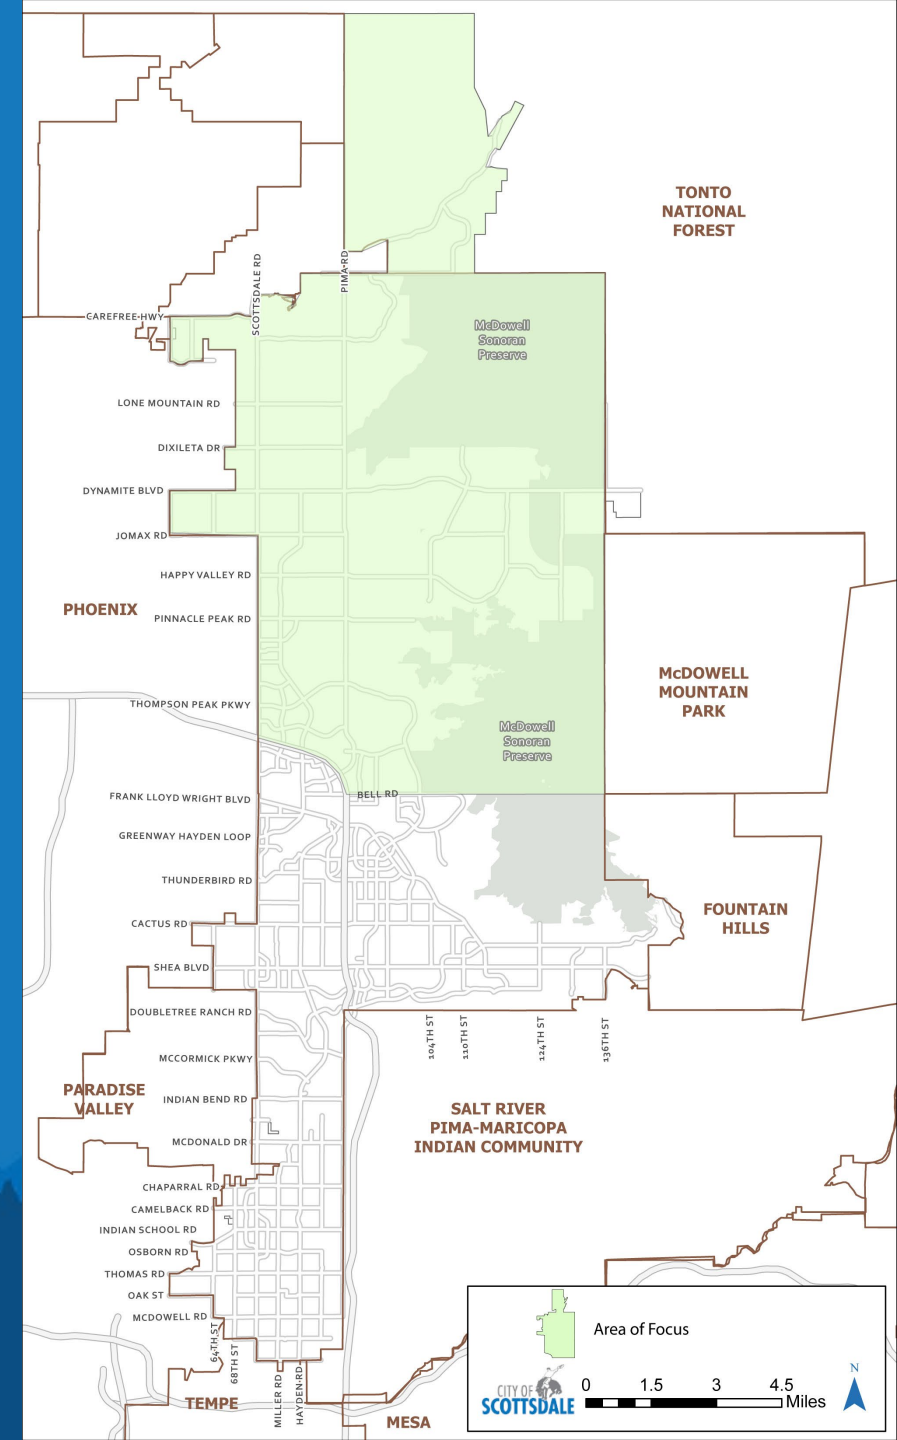 TONTO
NATIONAL
FOREST
SCOTTSDALE RD
PIMA RD
CAREFREE HWY
McDowell
Sonoran
Preserve
LONE MOUNTAIN RD
DIXILETA DR
DYNAMITE BLVD
JOMAX RD
HAPPY VALLEY RD
PHOENIX
PINNACLE PEAK RD
McDOWELL
MOUNTAIN
PARK
THOMPSON PEAK PKWY
McDowell
Sonoran
Preserve
BELL RD
FRANK LLOYD WRIGHT BLVD
GREENWAY HAYDEN LOOP
THUNDERBIRD RD
FOUNTAIN
HILLS
CACTUS RD
SHEA BLVD
DOUBLETREE RANCH RD
104TH ST
110TH ST
124TH ST
136TH ST
MCCORMICK PKWY
PARADISE
VALLEY
INDIAN BEND RD
SALT RIVER
PIMA-MARICOPA
INDIAN COMMUNITY
MCDONALD DR
CHAPARRAL RD
CAMELBACK RD
INDIAN SCHOOL RD
OSBORN RD
THOMAS RD
OAK ST
MCDOWELL RD
64TH ST
68TH ST
MILLER RD
HAYDEN RD
TEMPE
MESA
Area of Focus
CITY OF
SCOTTSDALE
0 1.5 3 4.5
Miles
N